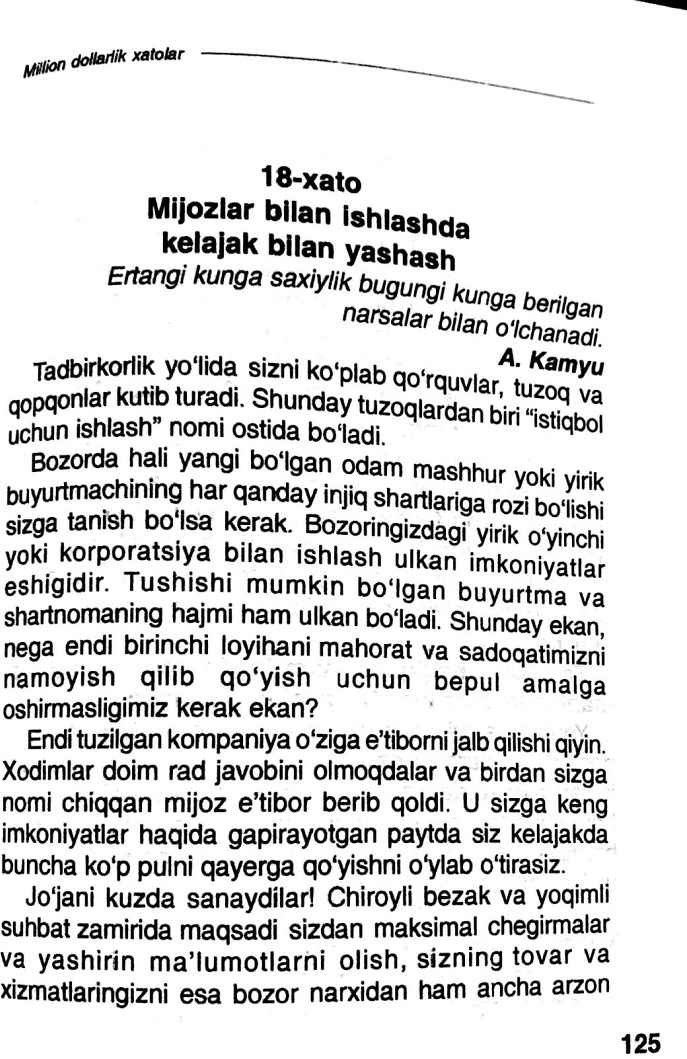 Million dollarlik xatolar
18-xato
Mijozlar bilan ishlashda
kelajak bilan yashash
Ertangi kunga saxiylik bugungi kunga berilgan
narsalar bilan o‘lchanadi.
A. Kamyu
Tadbirkorlik yo‘lida sizni ko‘plab qo‘rquvlar, tuzoq va
qopqonlar kutib turadi. Shunday tuzoqlardan biri “istiqbol
uchun ishlash” nomi ostida bo‘ladi.
Bozorda hali yangi bo‘lgan odam mashhur yoki yirik
buyurtmachining har qanday injiq shartlariga rozi bo‘lishi
sizga tanish bo‘lsa kerak. Bozoringizdagi yirik o‘yinchi
yoki korporatsiya bilan ishlash ulkan imkoniyatlar
eshigidir. Tushishi mumkin bo‘lgan buyurtma va
shartnomaning hajmi ham ulkan bo‘ladi. Shunday ekan,
nega endi birinchi loyihani mahorat va sadoqatimizni
namoyish qilib qo‘yish uchun bepul amalga
oshirmasligimiz kerak ekan?
Endi tuzilgan kompaniya o‘ziga e’tiborni jalb qilishi qiyin.
Xodimlar doim rad javobini olmoqdalar va birdan sizga
nomi chiqqan mijoz e’tibor berib qoldi. U sizga keng
imkoniyatlar haqida gapirayotgan paytda siz kelajakda
buncha ko‘p pulni qayerga qo‘yishni o‘ylab o‘tirasiz.
Jo‘jani kuzda sanaydilar! Chiroyli bezak va yoqimli
suhbat zamirida maqsadi sizdan maksimal chegirmalar
va yashirin ma’lumotlarni olish, sizning tovar va
xizmatlaringizni esa bozor narxidan ham ancha arzon
125